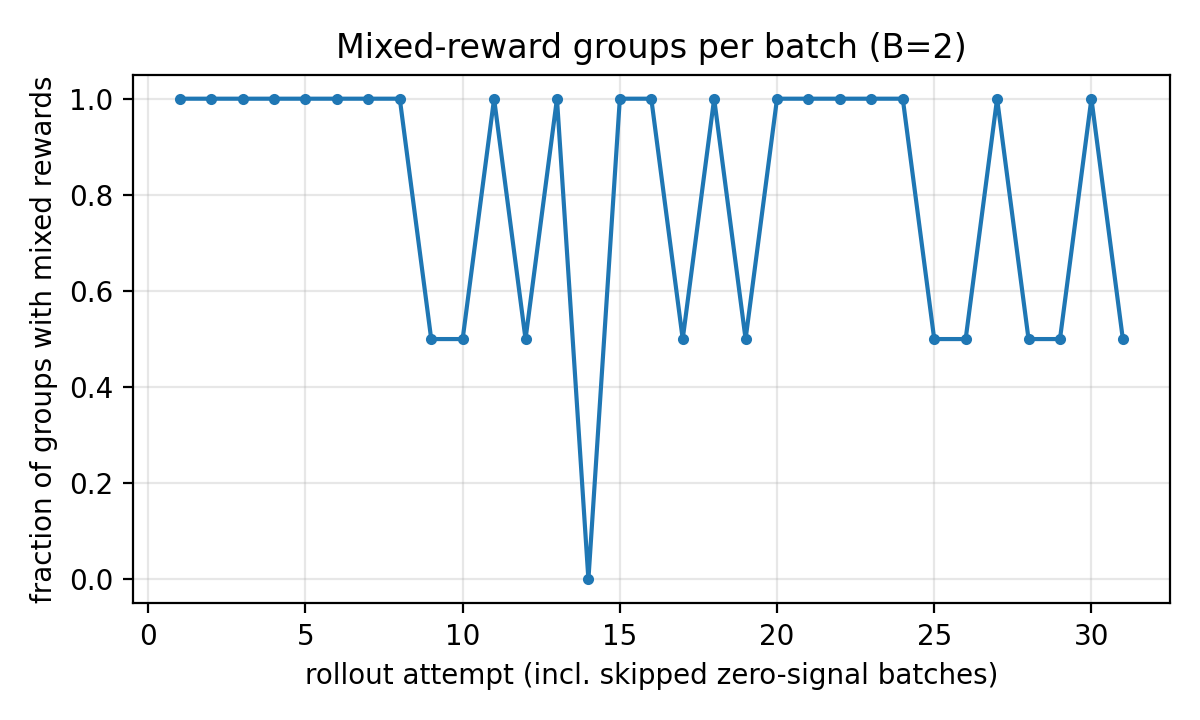 Mixed-reward groups per batch (B=2)
fraction of groups with mixed rewards
1.0
0.8
0.6
0.4
0.2
0.0
0 5 10 15 20 25 30
rollout attempt (incl. skipped zero-signal batches)